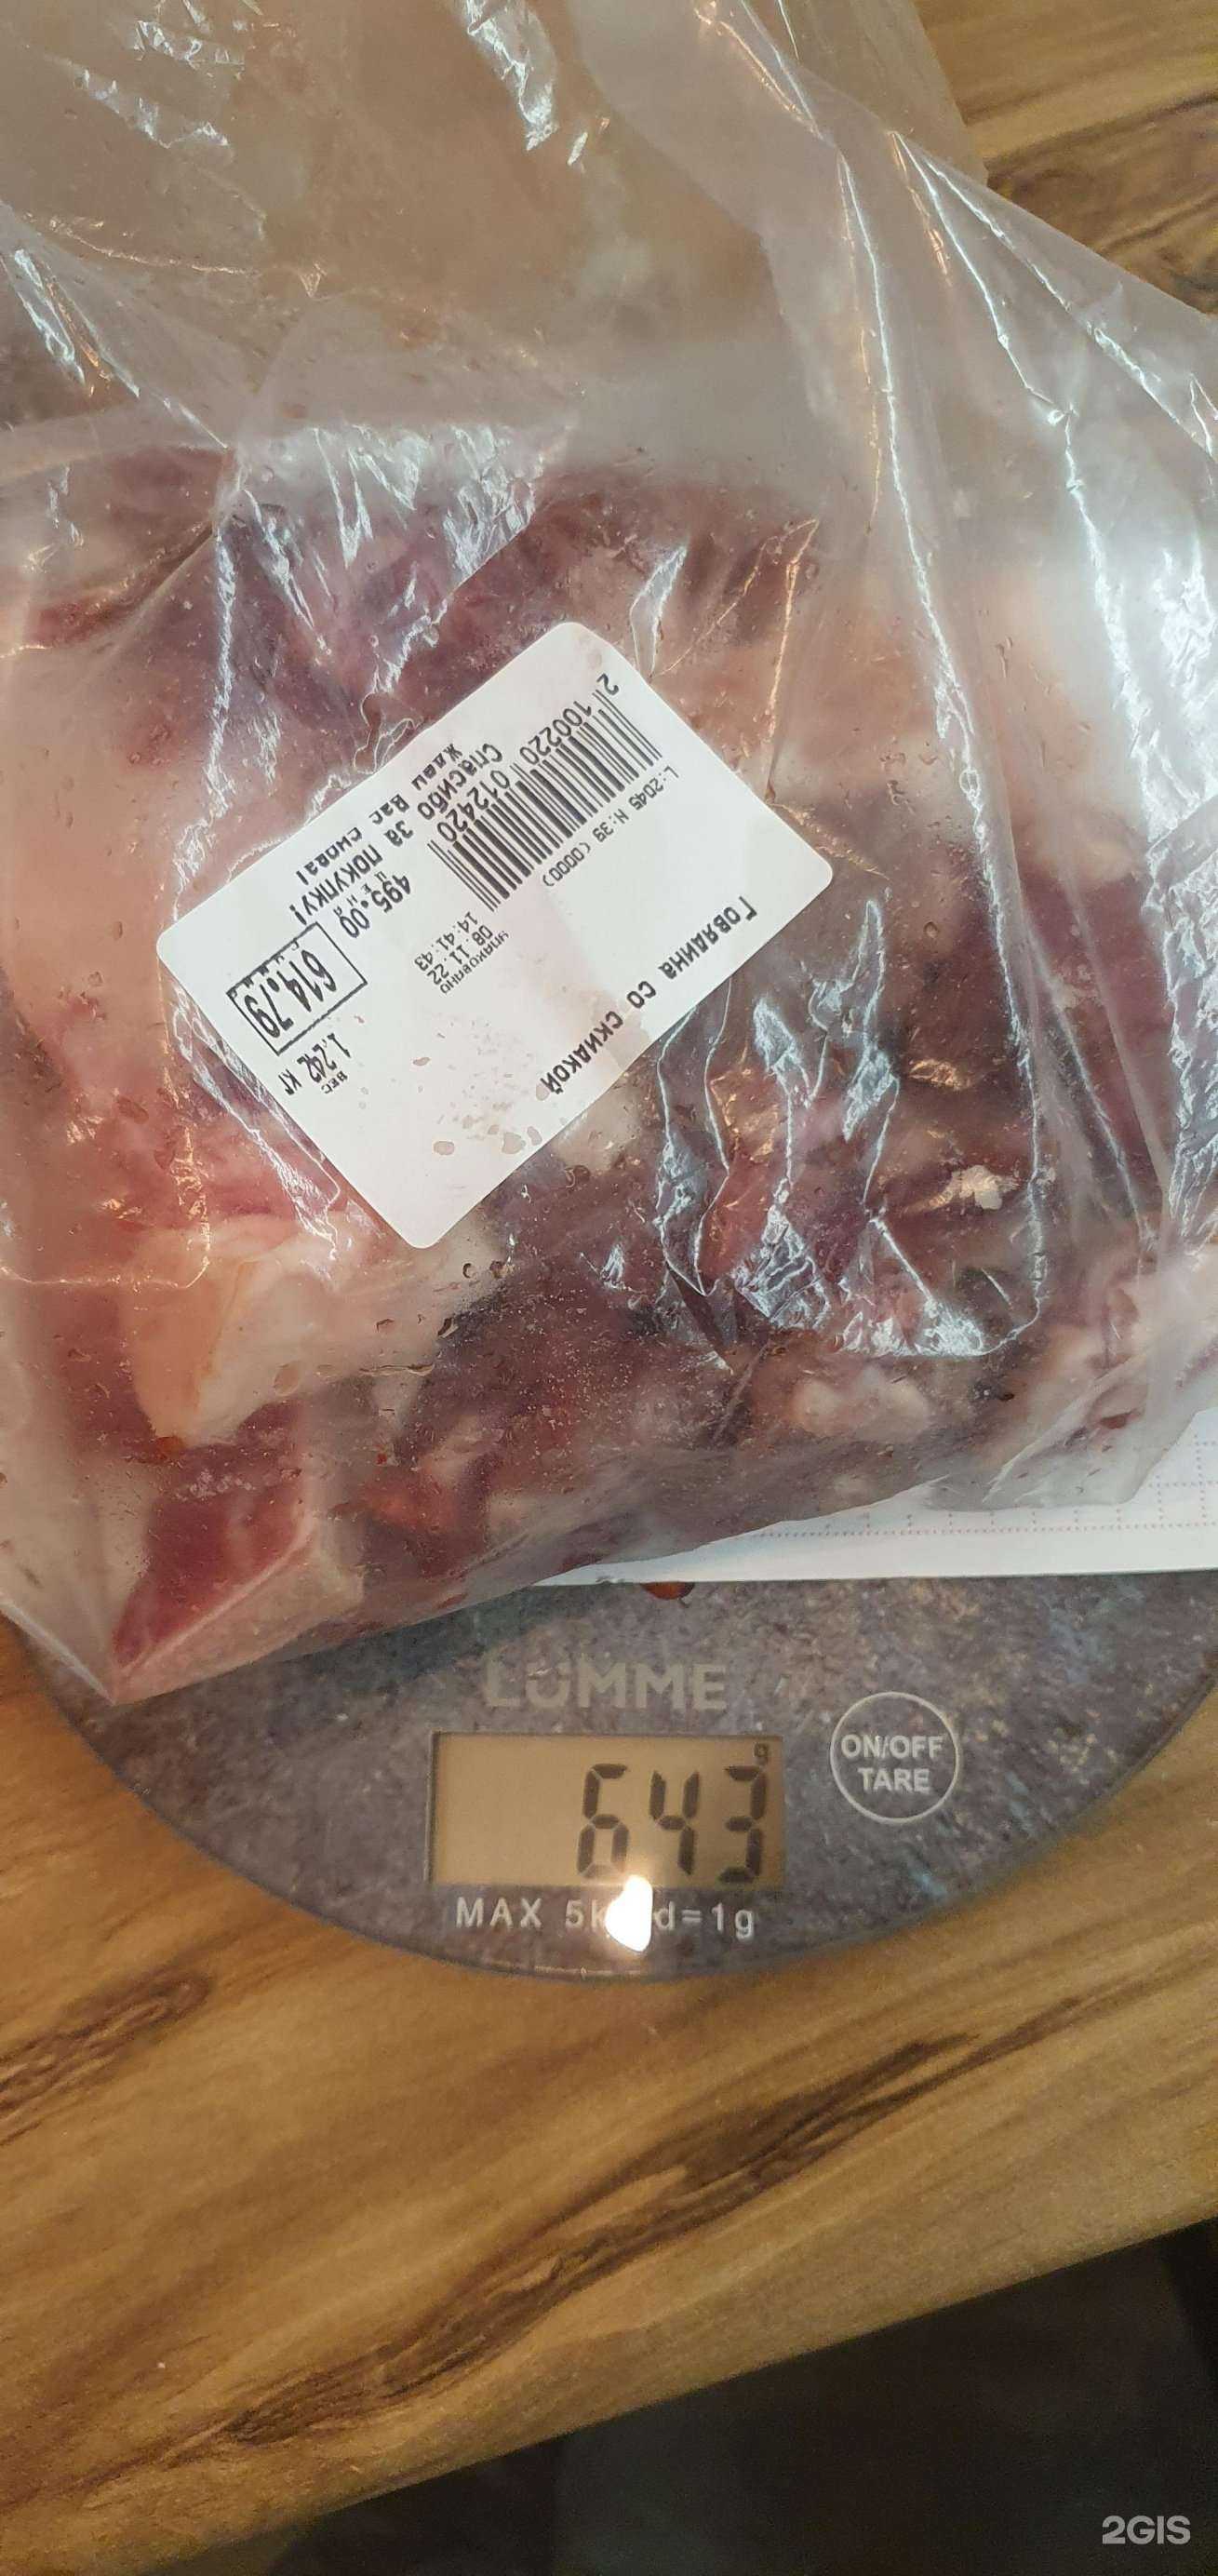 Говядина со скидкой
L:2045 N:39 (0000)
2 100220 012420
упаковано
08.11.22
14:41:43
ВЕС
1,242 КГ
ЦЕНА
495.00
614.79
Спасибо за покупку!
Ждем Вас снова!
LUMME
643 g
ON/OFF
TARE
MAX 5k d=1g
2GIS